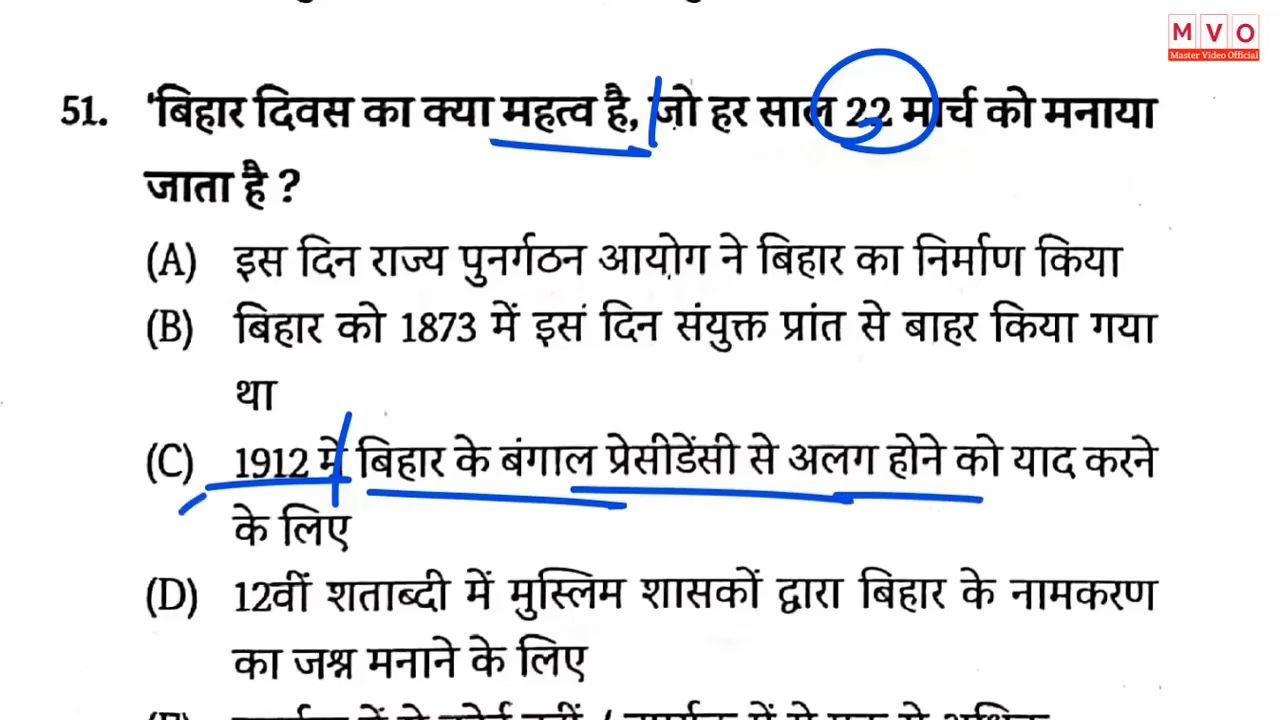 M V O
Master Video Official
51. 'बिहार दिवस का क्या महत्व है, जो हर साल 22 मार्च को मनाया
जाता है ?
(A) इस दिन राज्य पुनर्गठन आयोग ने बिहार का निर्माण किया
(B) बिहार को 1873 में इस दिन संयुक्त प्रांत से बाहर किया गया
था
(C) 1912 में बिहार के बंगाल प्रेसीडेंसी से अलग होने को याद करने
के लिए
(D) 12वीं शताब्दी में मुस्लिम शासकों द्वारा बिहार के नामकरण
का जश्न मनाने के लिए